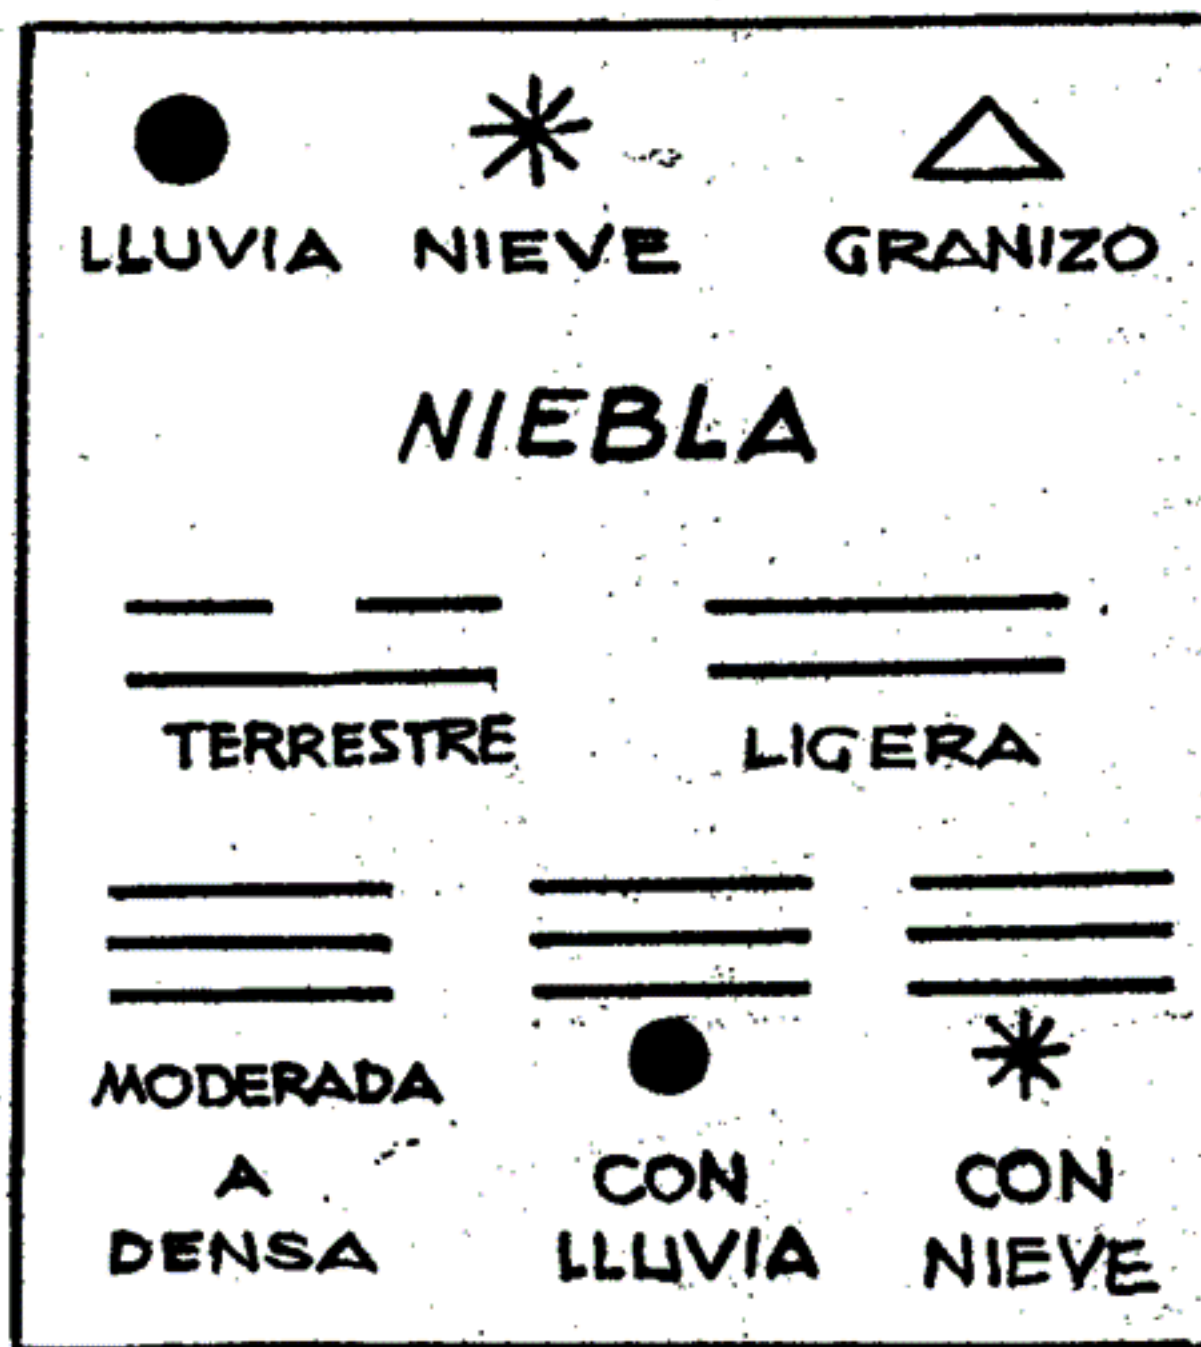 LLUVIA NIEVE GRANIZO
NIEBLA
TERRESTRE LIGERA
MODERADA
A
DENSA
CON
LLUVIA
CON
NIEVE